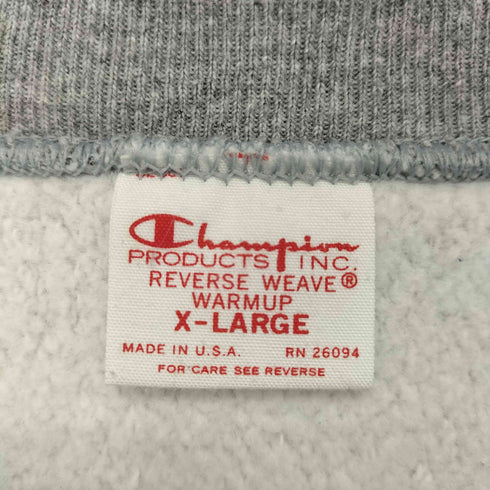 Champion
PRODUCTS INC.
REVERSE WEAVE®
WARMUP
X-LARGE
MADE IN U.S.A. RN 26094
FOR CARE SEE REVERSE